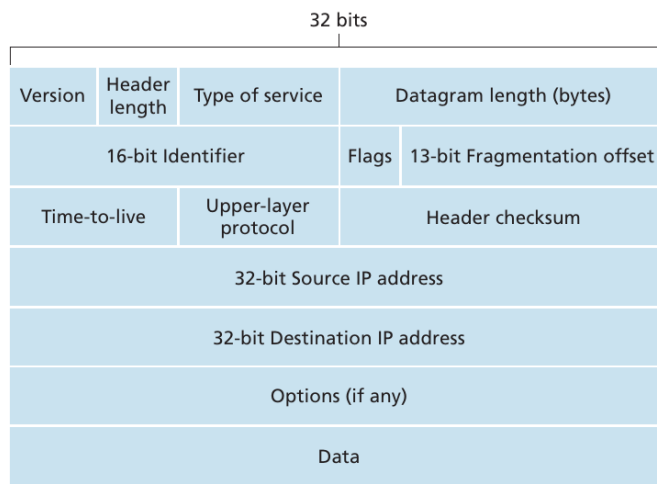 32 bits
Version
Header
length
Type of service
Datagram length (bytes)
16-bit Identifier
Flags
13-bit Fragmentation offset
Time-to-live
Upper-layer
protocol
Header checksum
32-bit Source IP address
32-bit Destination IP address
Options (if any)
Data